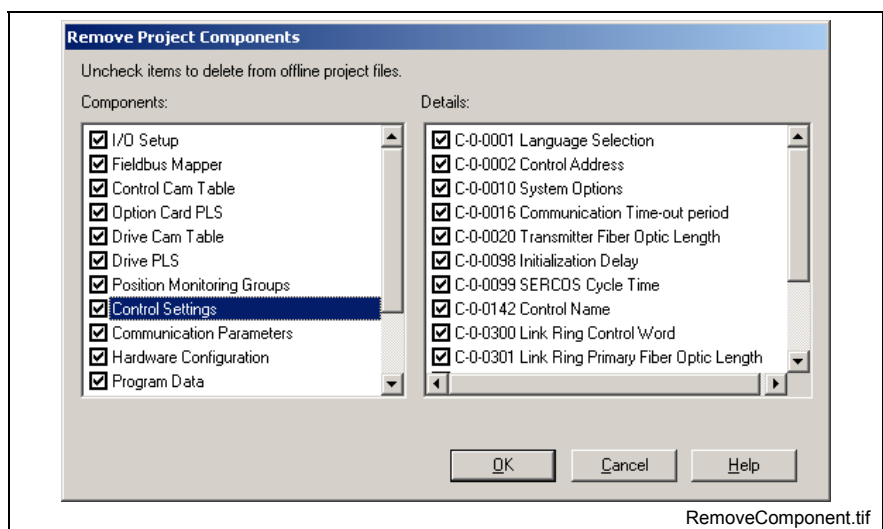 Remove Project Components
Uncheck items to delete from offline project files.
Components:
I/O Setup
Fieldbus Mapper
Control Cam Table
Option Card PLS
Drive Cam Table
Drive PLS
Position Monitoring Groups
Control Settings
Communication Parameters
Hardware Configuration
Program Data
Details:
C-0-0001 Language Selection
C-0-0002 Control Address
C-0-0010 System Options
C-0-0016 Communication Time-out period
C-0-0020 Transmitter Fiber Optic Length
C-0-0098 Initialization Delay
C-0-0099 SERCOS Cycle Time
C-0-0142 Control Name
C-0-0300 Link Ring Control Word
C-0-0301 Link Ring Primary Fiber Optic Length
OK
Cancel
Help
RemoveComponent.tif